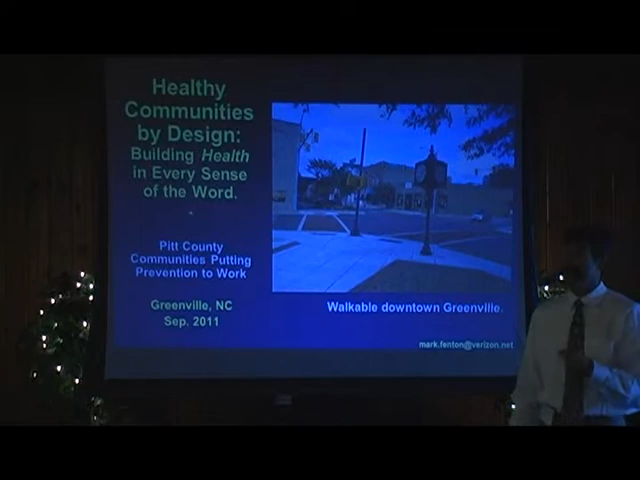 Healthy
Communities
by Design:
Building Health
in Every Sense
of the Word.
Pitt County
Communities Putting
Prevention to Work
Greenville, NC
Sep. 2011
Walkable downtown Greenville.
mark.fenton@verizon.net